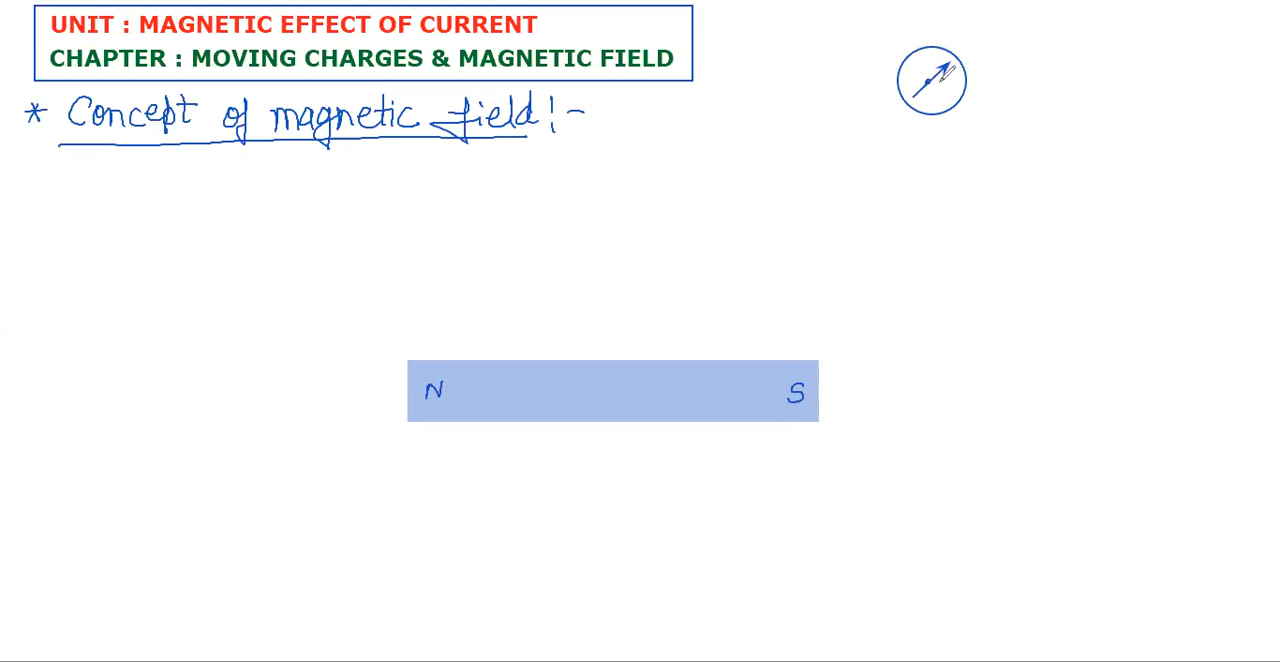 UNIT : MAGNETIC EFFECT OF CURRENT
CHAPTER : MOVING CHARGES & MAGNETIC FIELD
* Concept of magnetic field :-
N S